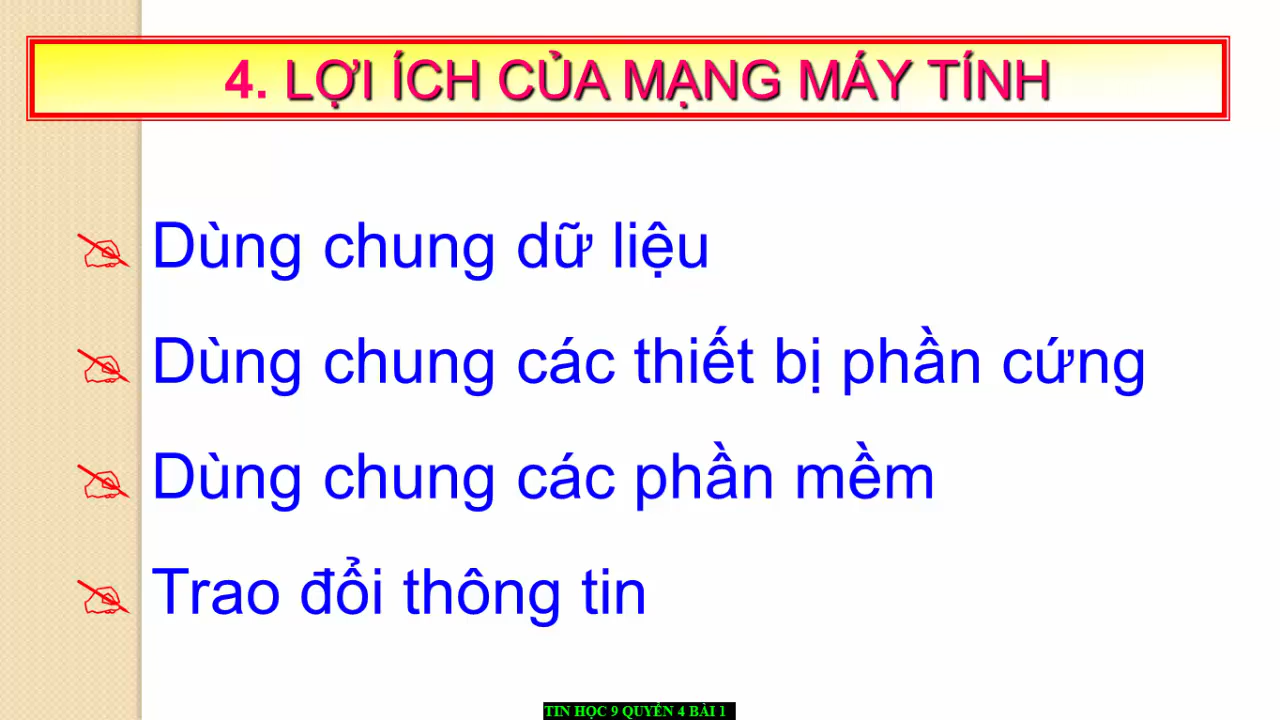 4. LỢI ÍCH CỦA MẠNG MÁY TÍNH
Dùng chung dữ liệu
Dùng chung các thiết bị phần cứng
Dùng chung các phần mềm
Trao đổi thông tin
TIN HỌC 9 QUYỂN 4 BÀI 1